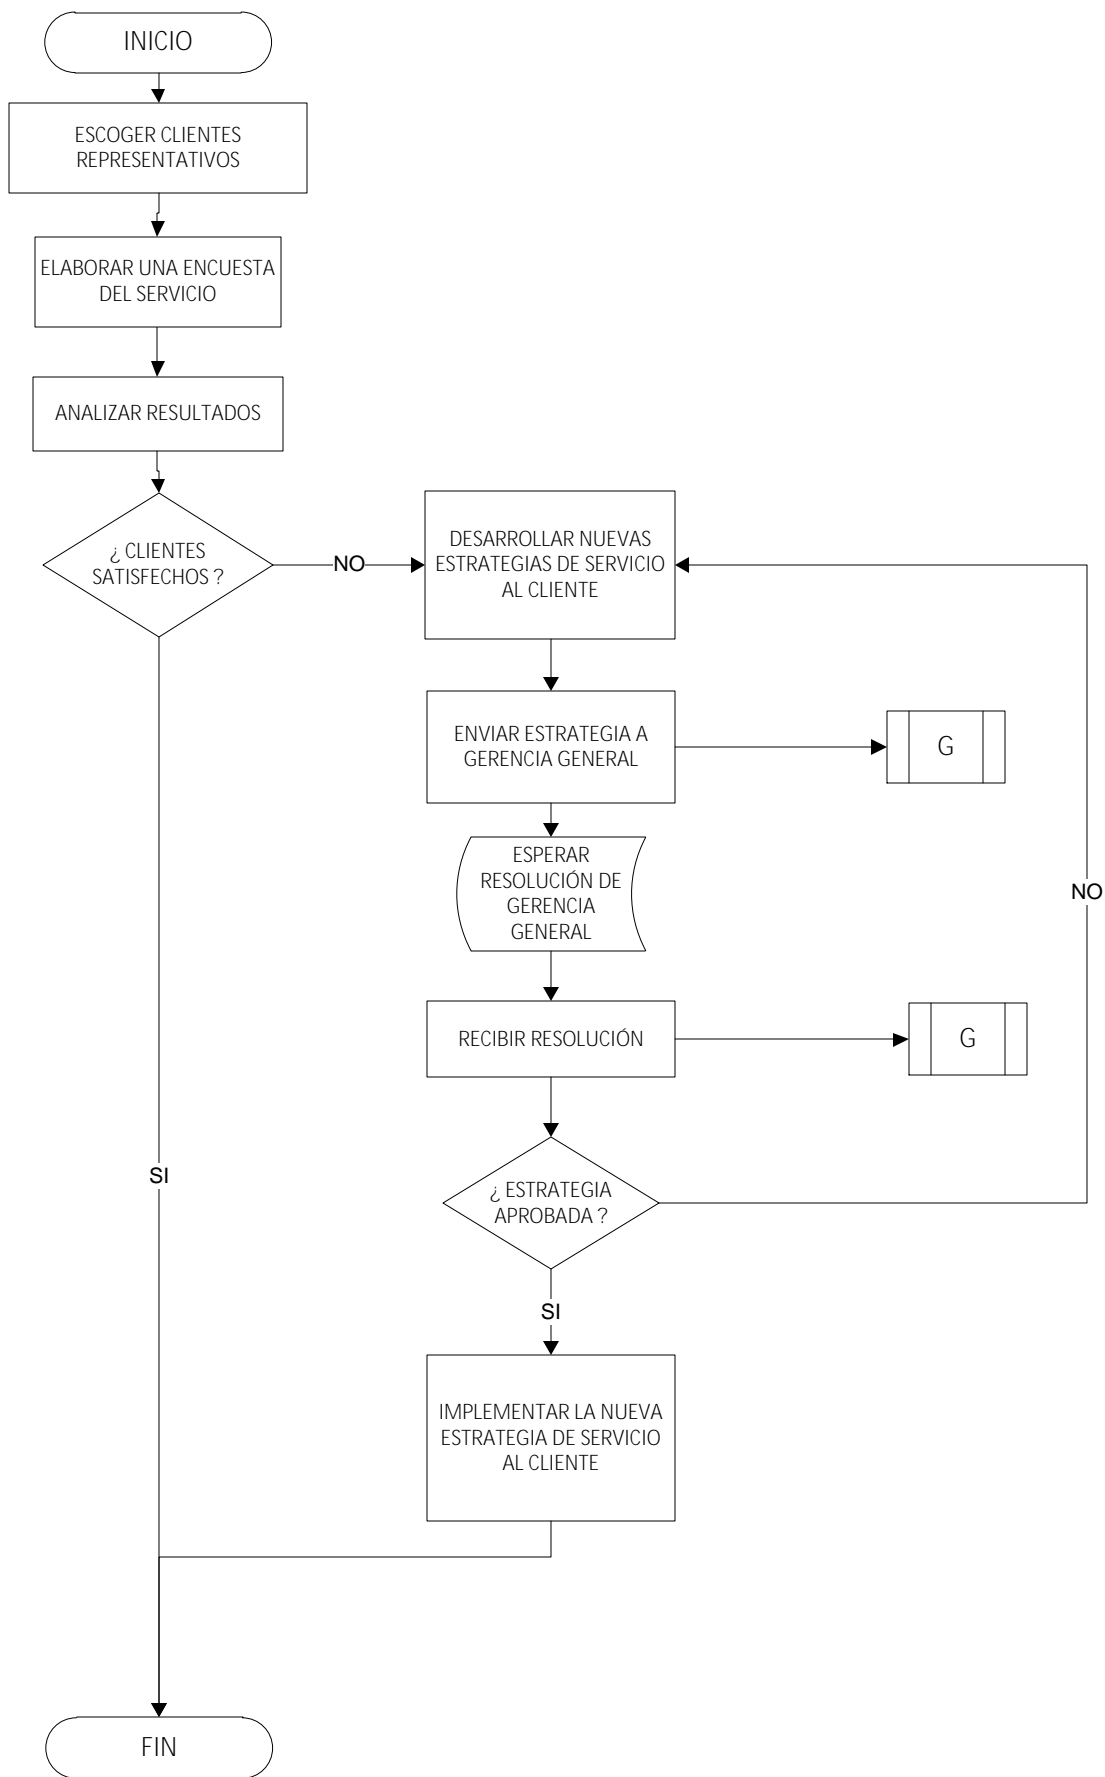 INICIO
ESCOGER CLIENTES
REPRESENTATIVOS
ELABORAR UNA ENCUESTA
DEL SERVICIO
ANALIZAR RESULTADOS
¿ CLIENTES
SATISFECHOS ?
NO
DESARROLLAR NUEVAS
ESTRATEGIAS DE SERVICIO
AL CLIENTE
ENVIAR ESTRATEGIA A
GERENCIA GENERAL
G
ESPERAR
RESOLUCIÓN DE
GERENCIA
GENERAL
NO
RECIBIR RESOLUCIÓN
G
SI
¿ ESTRATEGIA
APROBADA ?
SI
IMPLEMENTAR LA NUEVA
ESTRATEGIA DE SERVICIO
AL CLIENTE
FIN